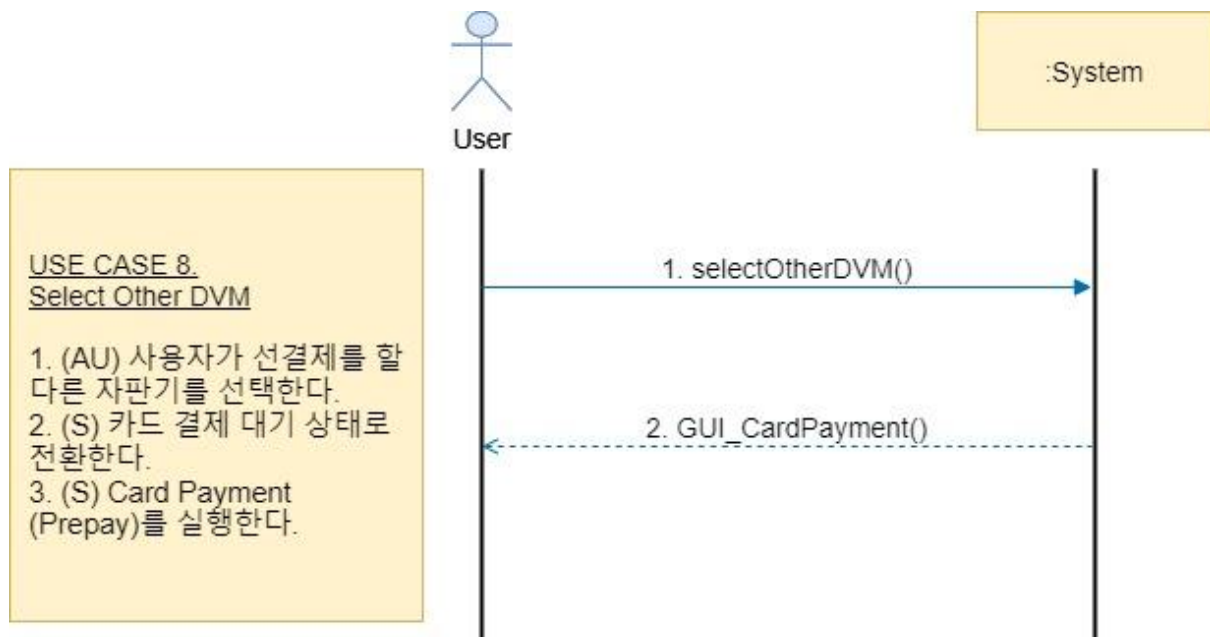 User
:System
USE CASE 8.
Select Other DVM
1. (AU) 사용자가 선결제를 할
다른 자판기를 선택한다.
2. (S) 카드 결제 대기 상태로
전환한다.
3. (S) Card Payment
(Prepay)를 실행한다.
1. selectOtherDVM()
2. GUI_CardPayment()